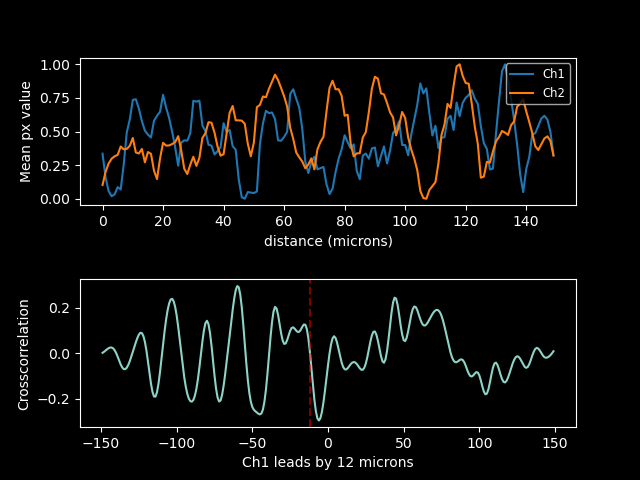 1.00
0.75
0.50
0.25
0.00
Mean px value
Ch1
Ch2
0 20 40 60 80 100 120 140
distance (microns)
0.2
0.0
−0.2
Crosscorrelation
−150 −100 −50 0 50 100 150
Ch1 leads by 12 microns